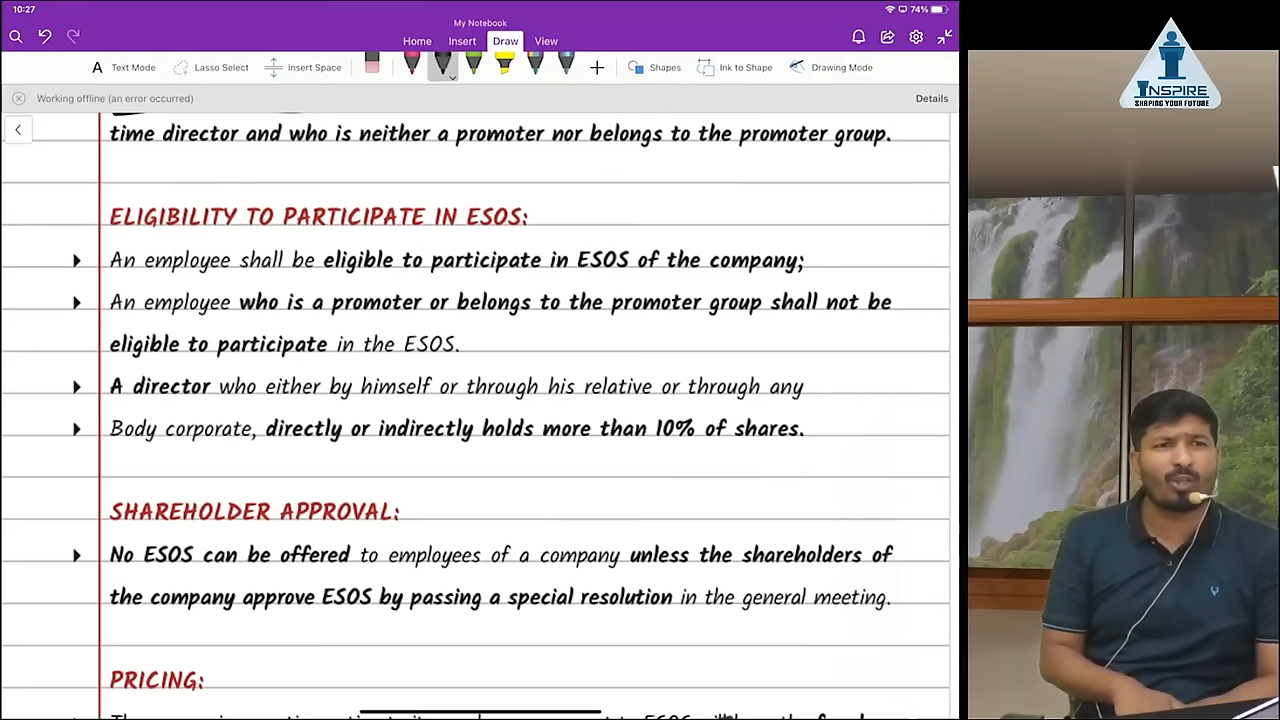 10:27
74%
My Notebook
Home Insert Draw View
Text Mode Lasso Select Insert Space Shapes Ink to Shape Drawing Mode
Working offline (an error occurred) Details
time director and who is neither a promoter nor belongs to the promoter group.
ELIGIBILITY TO PARTICIPATE IN ESOS:
An employee shall be eligible to participate in ESOS of the company;
An employee who is a promoter or belongs to the promoter group shall not be
eligible to participate in the ESOS.
A director who either by himself or through his relative or through any
Body corporate, directly or indirectly holds more than 10% of shares.
SHAREHOLDER APPROVAL:
No ESOS can be offered to employees of a company unless the shareholders of
the company approve ESOS by passing a special resolution in the general meeting.
PRICING:
INSPIRE
SHAPING YOUR FUTURE